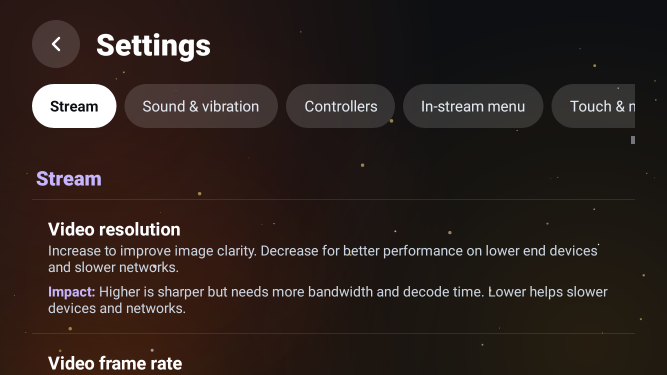 Settings
Stream
Sound & vibration
Controllers
In-stream menu
Touch &
Stream
Video resolution
Increase to improve image clarity. Decrease for better performance on lower end devices
and slower networks.
Impact: Higher is sharper but needs more bandwidth and decode time. Lower helps slower
devices and networks.
Video frame rate